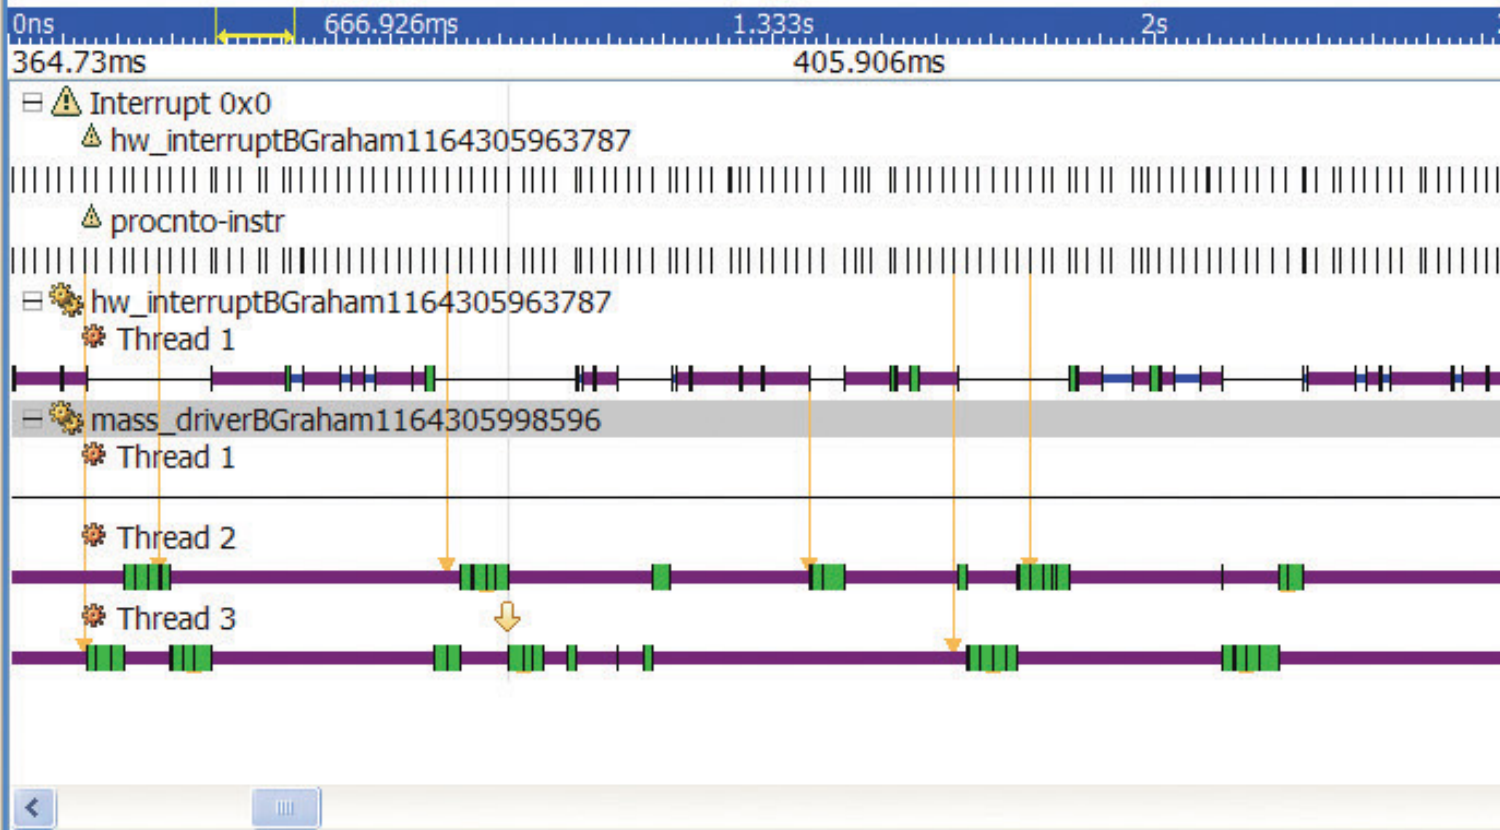 0ns 666.926ms 1.333s 2s
364.73ms 405.906ms
Interrupt 0x0
hw_interruptBGraham1164305963787
procnto-instr
hw_interruptBGraham1164305963787
Thread 1
mass_driverBGraham1164305998596
Thread 1
Thread 2
Thread 3